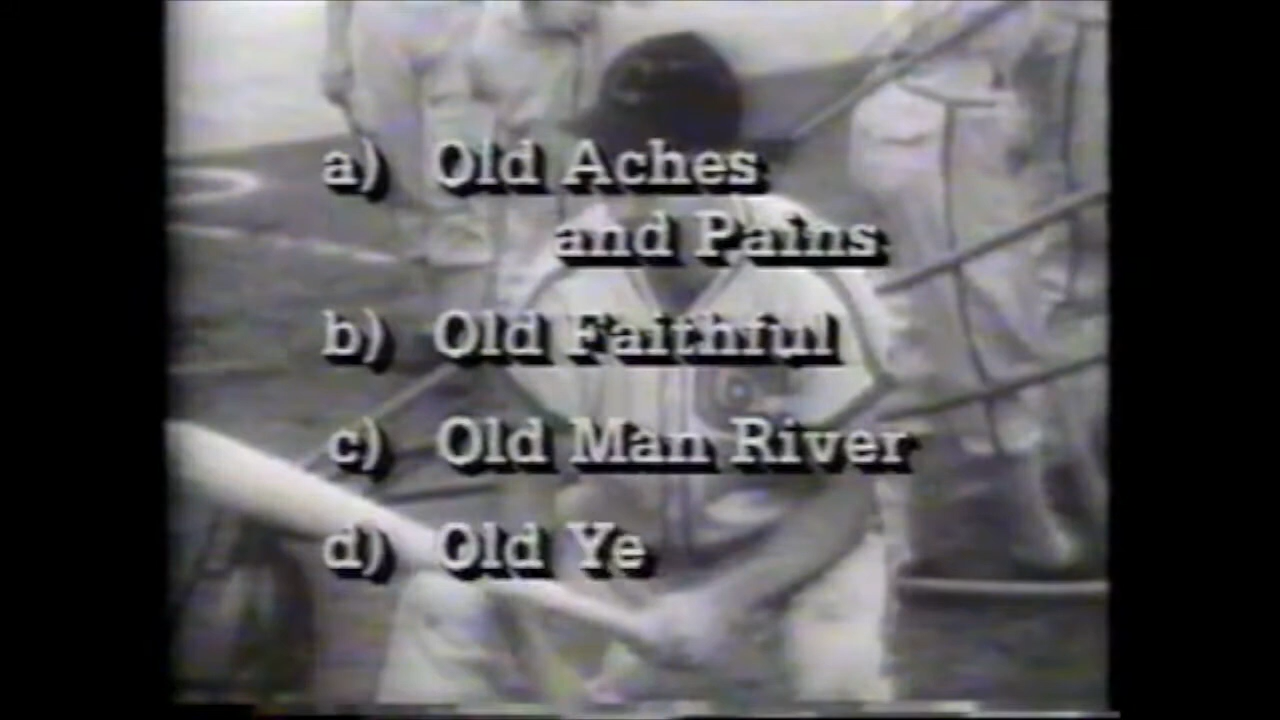 a) Old Aches
and Pains
b) Old Faithful
c) Old Man River
d) Old Ye